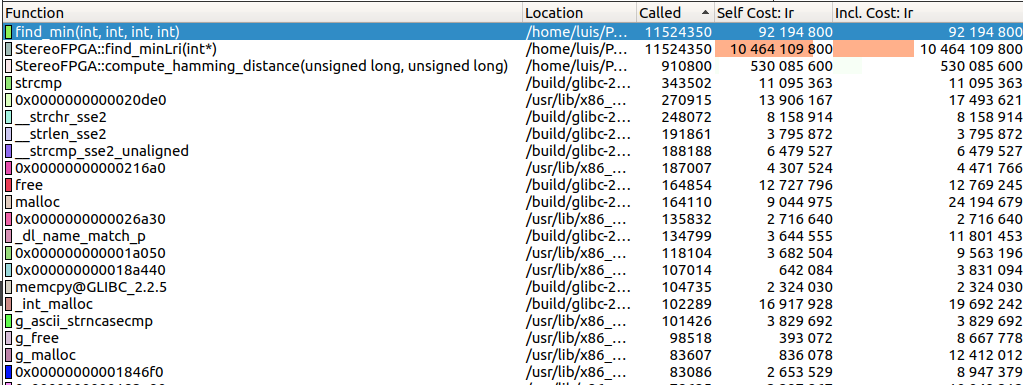 Function Location Called Self Cost: Ir Incl. Cost: Ir
find_min(int, int, int, int) /home/luis/P... 11524350 92 194 800 92 194 800
StereoFPGA::find_minLri(int*) /home/luis/P... 11524350 10 464 109 800 10 464 109 800
StereoFPGA::compute_hamming_distance(unsigned long, unsigned long) /home/luis/P... 910800 530 085 600 530 085 600
strcmp /build/glibc-2... 343502 11 095 363 11 095 363
0x0000000000020de0 /usr/lib/x86_... 270915 13 906 167 17 493 621
__strchr_sse2 /build/glibc-2... 248072 8 158 914 8 158 914
__strlen_sse2 /build/glibc-2... 191861 3 795 872 3 795 872
__strcmp_sse2_unaligned /build/glibc-2... 188188 6 479 527 6 479 527
0x00000000000216a0 /usr/lib/x86_... 187007 4 307 524 4 471 766
free /build/glibc-2... 164854 12 727 796 12 769 245
malloc /build/glibc-2... 164110 9 044 975 24 194 679
0x0000000000026a30 /usr/lib/x86_... 135832 2 716 640 2 716 640
_dl_name_match_p /build/glibc-2... 134799 3 644 555 11 801 453
0x000000000001a050 /usr/lib/x86_... 118104 3 682 504 9 563 196
0x000000000018a440 /usr/lib/x86_... 107014 642 084 3 831 094
memcpy@GLIBC_2.2.5 /build/glibc-2... 104735 2 324 030 2 324 030
_int_malloc /build/glibc-2... 102289 16 917 928 19 692 242
g_ascii_strncasecmp /usr/lib/x86_... 101426 3 829 692 3 829 692
g_free /usr/lib/x86_... 98518 393 072 8 667 778
g_malloc /usr/lib/x86_... 83607 836 078 12 412 012
0x00000000001846f0 /usr/lib/x86_... 83086 2 653 529 8 947 379